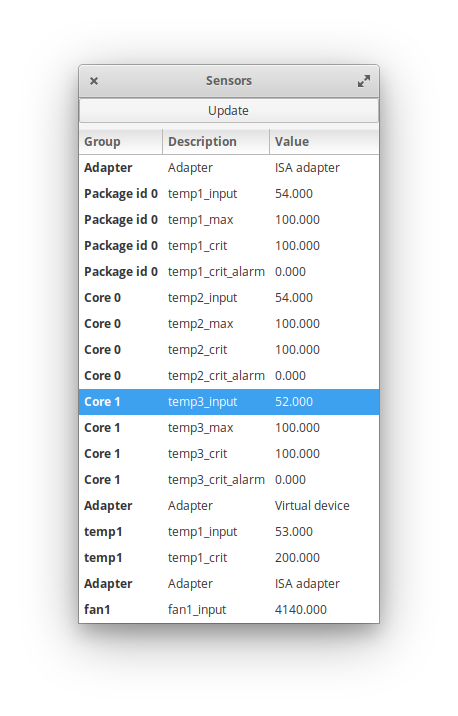 Sensors
Update
Group Description Value
Adapter Adapter ISA adapter
Package id 0 temp1_input 54.000
Package id 0 temp1_max 100.000
Package id 0 temp1_crit 100.000
Package id 0 temp1_crit_alarm 0.000
Core 0 temp2_input 54.000
Core 0 temp2_max 100.000
Core 0 temp2_crit 100.000
Core 0 temp2_crit_alarm 0.000
Core 1 temp3_input 52.000
Core 1 temp3_max 100.000
Core 1 temp3_crit 100.000
Core 1 temp3_crit_alarm 0.000
Adapter Adapter Virtual device
temp1 temp1_input 53.000
temp1 temp1_crit 200.000
Adapter Adapter ISA adapter
fan1 fan1_input 4140.000